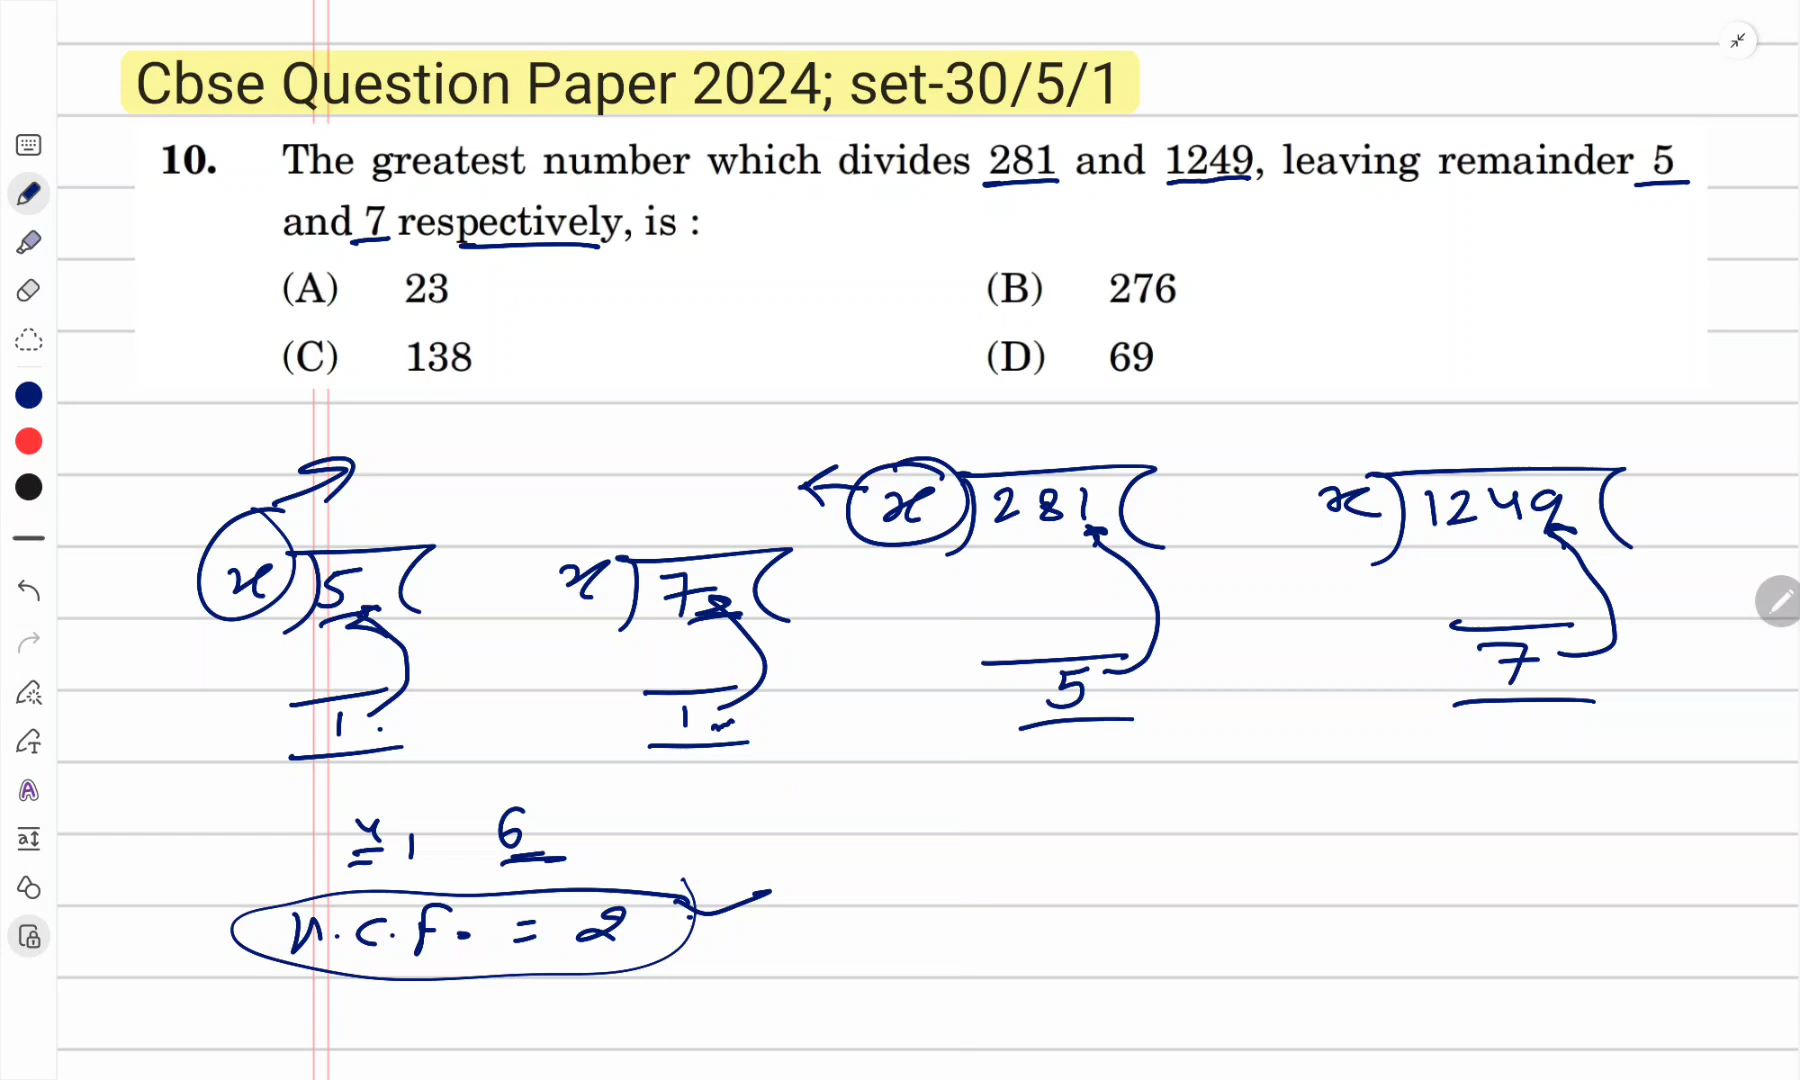 Cbse Question Paper 2024; set-30/5/1
10. The greatest number which divides 281 and 1249, leaving remainder 5
and 7 respectively, is :
(A) 23 (B) 276
(C) 138 (D) 69
x) 281 ( x) 1249 (
x) 5 ( x) 7 (
5 7
1 1
4, 6
H.C.F. = 2